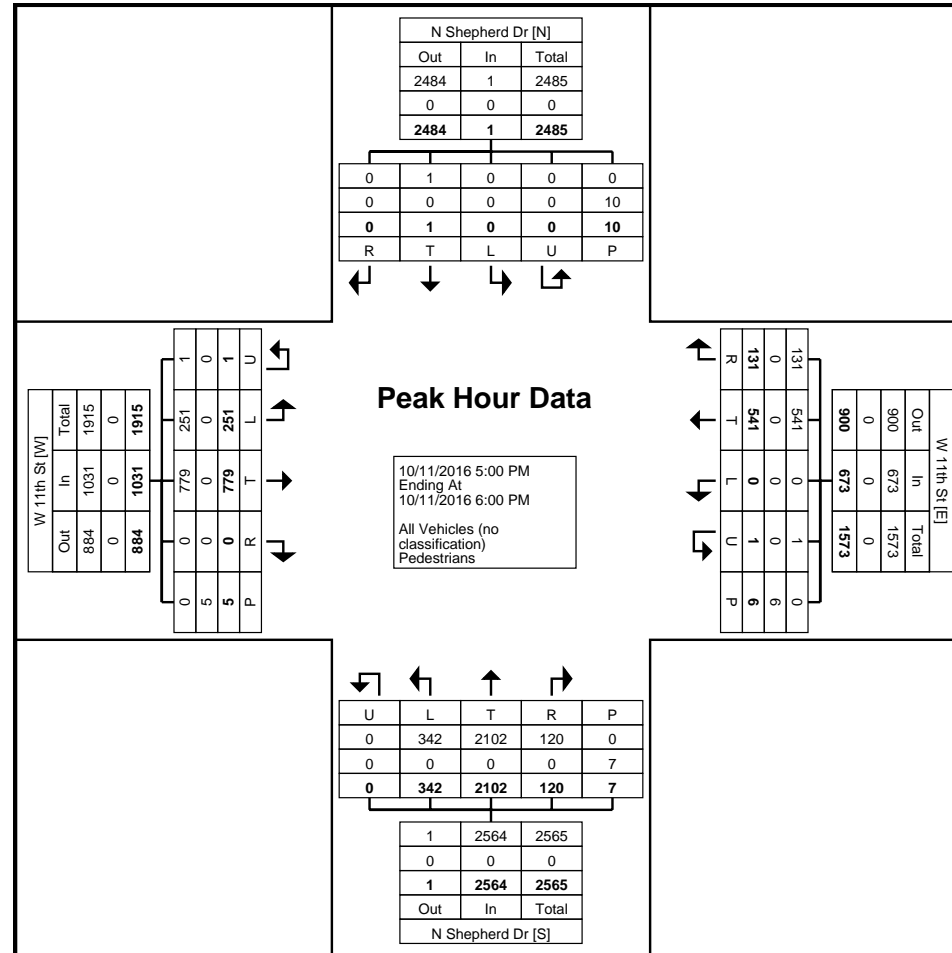 N Shepherd Dr [N]
Out In Total
2484 1 2485
0 0 0
2484 1 2485
0 1 0 0 0
0 0 0 0 10
0 1 0 0 10
R T L U P
W 11th St [W]
Total In Out
1915 1031 884
0 0 0
1915 1031 884
1 251 779 0 0
0 0 0 0 5
1 251 779 0 5
U L T R P
Peak Hour Data
10/11/2016 5:00 PM
Ending At
10/11/2016 6:00 PM
All Vehicles (no
classification)
Pedestrians
R T L U P
131 541 0 1 6
0 0 0 0 6
131 541 0 1 0
900 673 1573
0 0 0
900 673 1573
Out In Total
W 11th St [E]
U L T R P
0 342 2102 120 0
0 0 0 0 7
0 342 2102 120 7
1 2564 2565
0 0 0
1 2564 2565
Out In Total
N Shepherd Dr [S]